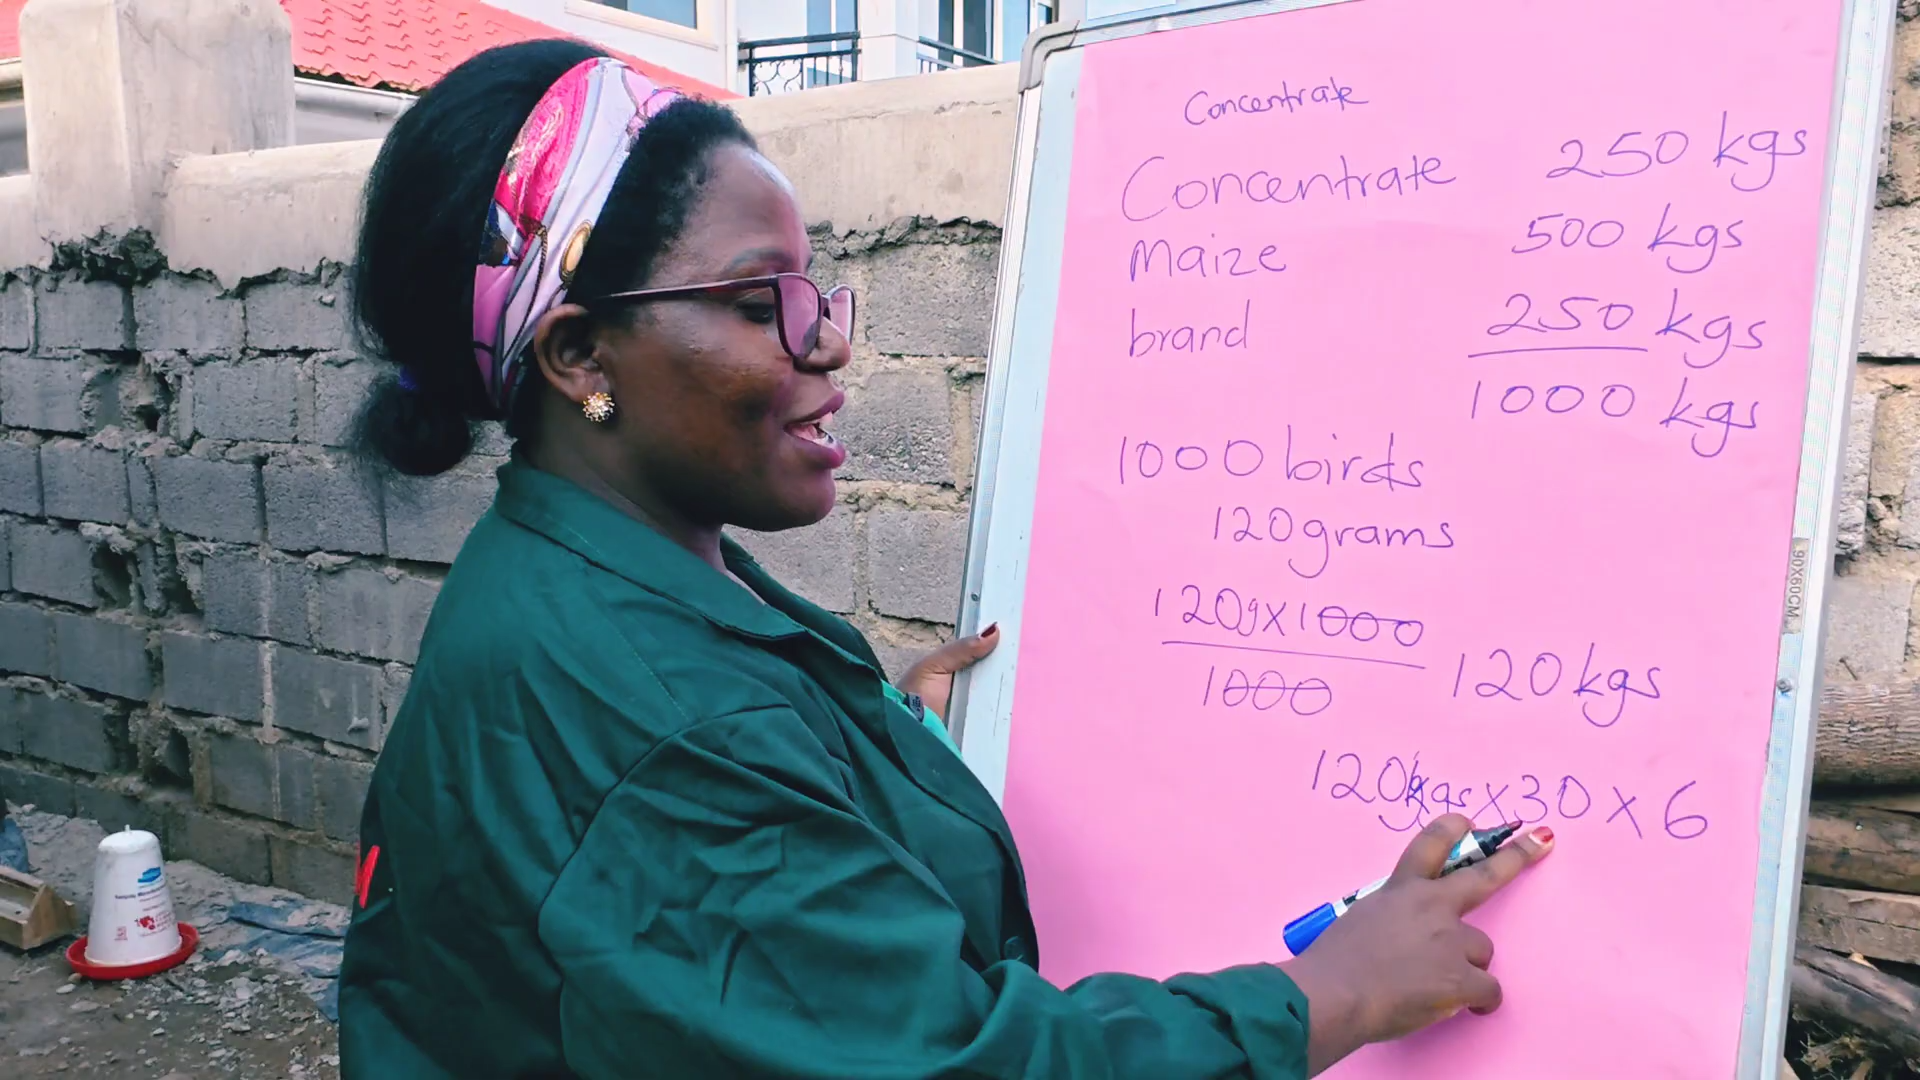 Concentrate
Concentrate 250 kgs
Maize 500 kgs
brand 250 kgs
1000 kgs
1000 birds
120grams
120gx1000
1000
120kgs
120kgs x 30 x 6
90X60CM